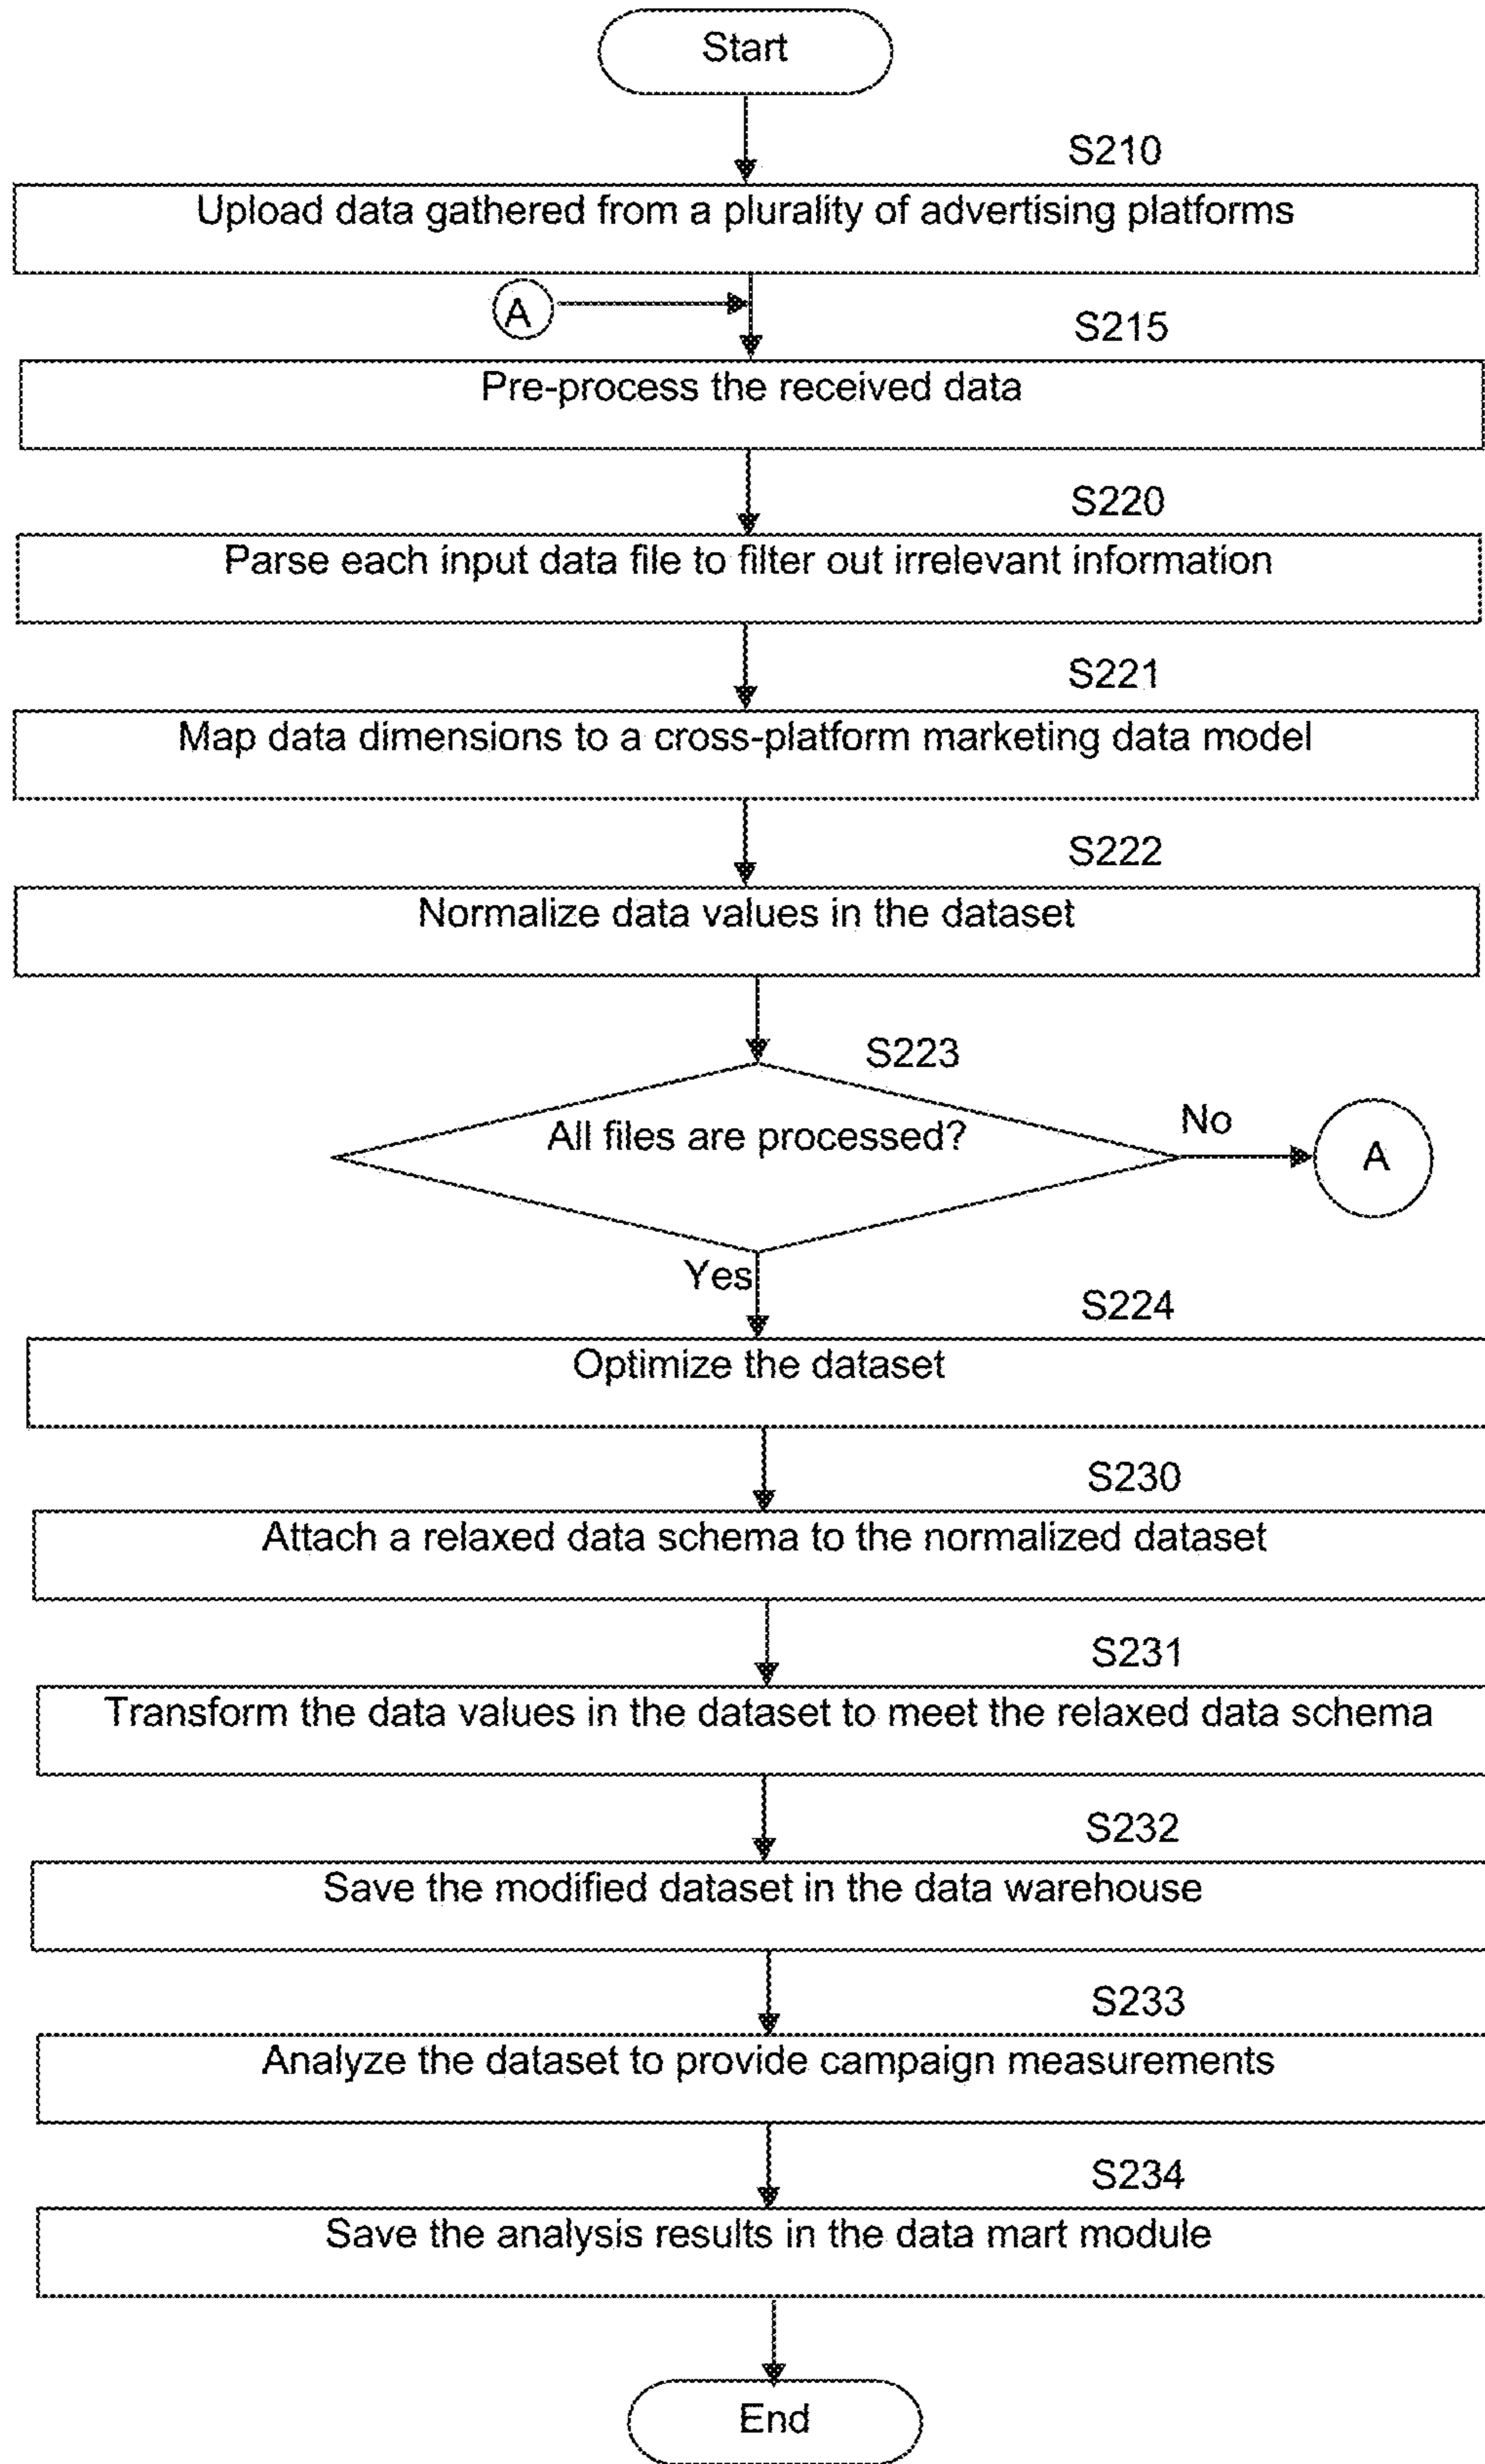 Start
S210
Upload data gathered from a plurality of advertising platforms
A
S215
Pre-process the received data
S220
Parse each input data file to filter out irrelevant information
S221
Map data dimensions to a cross-platform marketing data model
S222
Normalize data values in the dataset
S223
All files are processed?
No
A
Yes
S224
Optimize the dataset
S230
Attach a relaxed data schema to the normalized dataset
S231
Transform the data values in the dataset to meet the relaxed data schema
S232
Save the modified dataset in the data warehouse
S233
Analyze the dataset to provide campaign measurements
S234
Save the analysis results in the data mart module
End